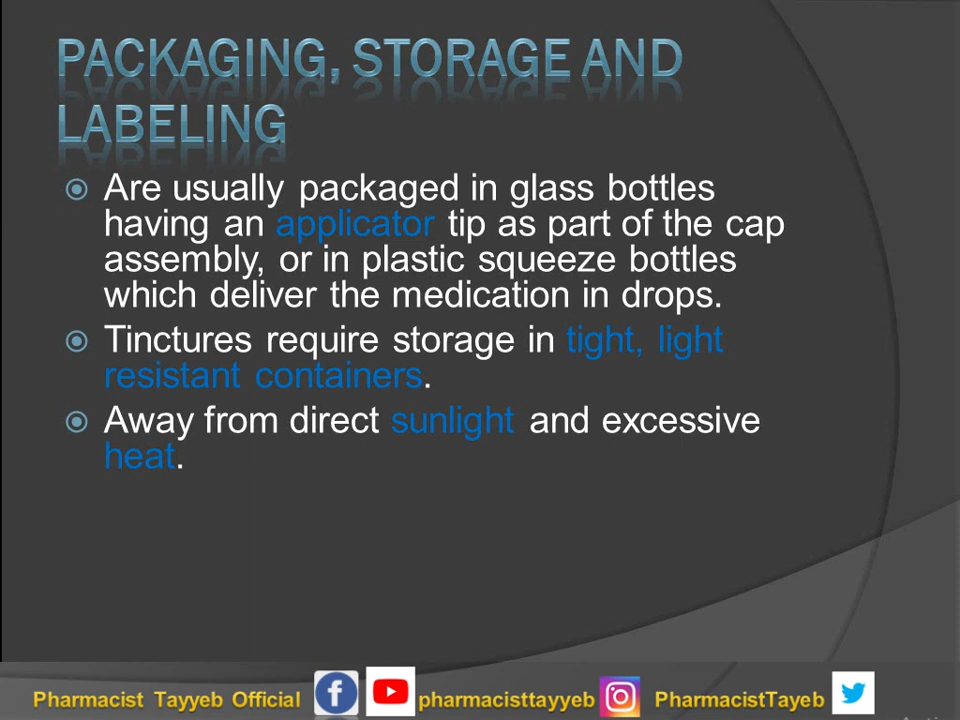 PACKAGING, STORAGE AND
LABELING
Are usually packaged in glass bottles
having an applicator tip as part of the cap
assembly, or in plastic squeeze bottles
which deliver the medication in drops.
Tinctures require storage in tight, light
resistant containers.
Away from direct sunlight and excessive
heat.
Pharmacist Tayyeb Official pharmacisttayyeb PharmacistTayeb